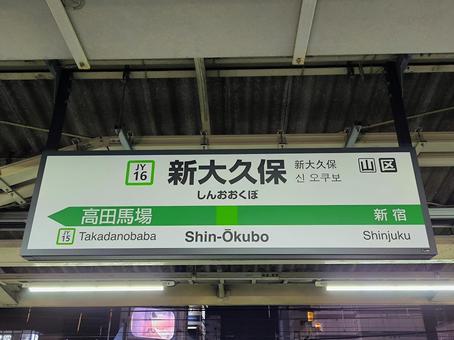 JY
16
新大久保
しんおおくぼ
新大久保
신오쿠보
山 区
高田馬場
新宿
JY
15
Takadanobaba
Shin-Ōkubo
Shinjuku